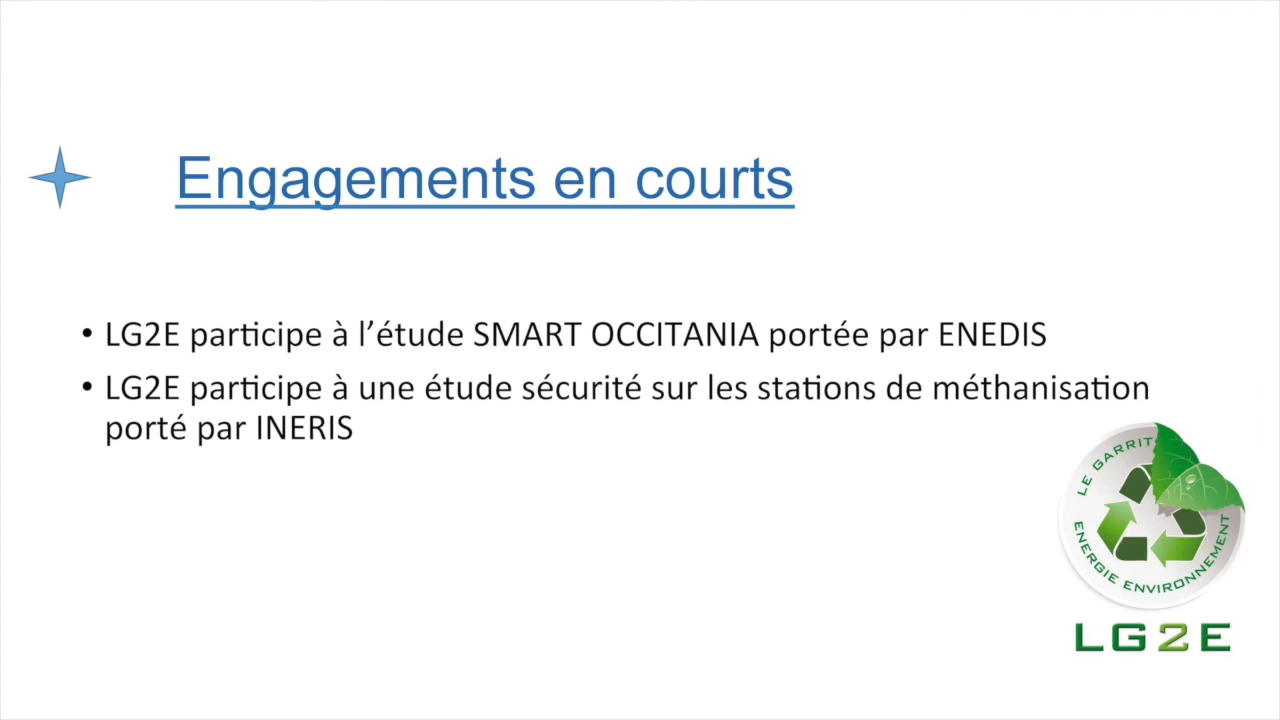 Engagements en courts
• LG2E participe à l’étude SMART OCCITANIA portée par ENEDIS
• LG2E participe à une étude sécurité sur les stations de méthanisation
porté par INERIS
LE GARRIT
ENERGIE ENVIRONNEMENT
LG2E